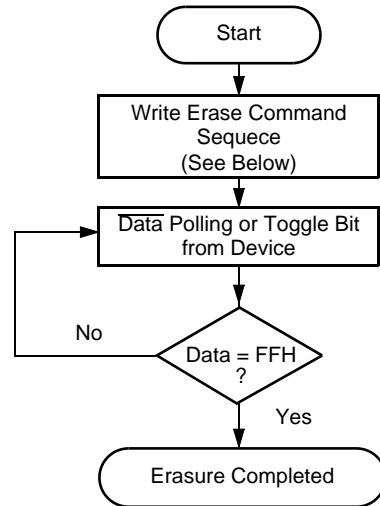 Start
Write Erase Command
Sequece
(See Below)
Data Polling or Toggle Bit
from Device
No
Data = FFH
?
Yes
Erasure Completed